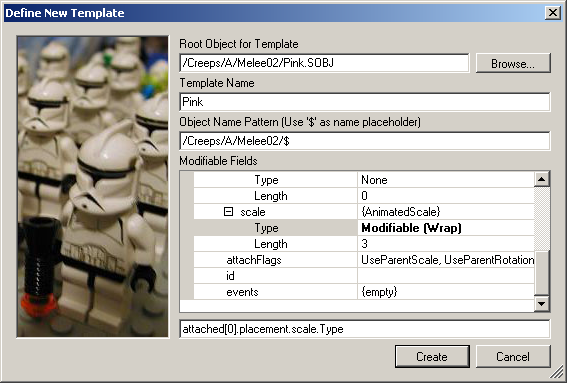 Define New Template
Root Object for Template
/Creeps/A/Melee02/Pink.SOBJ
Browse...
Template Name
Pink
Object Name Pattern (Use '$' as name placeholder)
/Creeps/A/Melee02/$
Modifiable Fields
Type None
Length 0
scale {AnimatedScale}
Type Modifiable (Wrap)
Length 3
attachFlags UseParentScale, UseParentRotation
id
events {empty}
attached[0].placement.scale.Type
Create Cancel